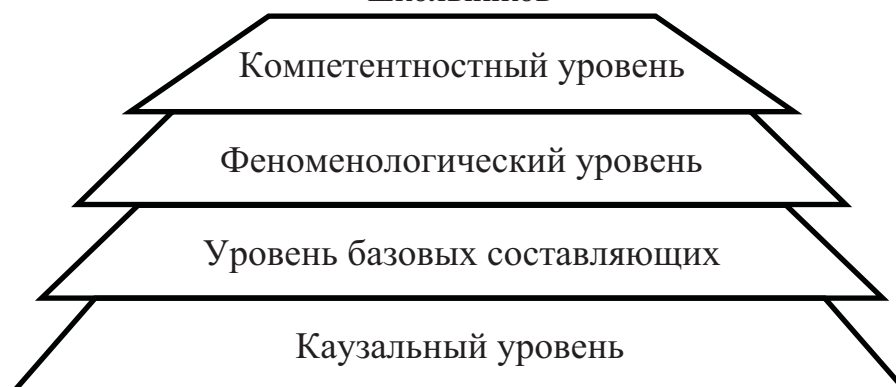 Компетентностный уровень
Феноменологический уровень
Уровень базовых составляющих
Каузальный уровень